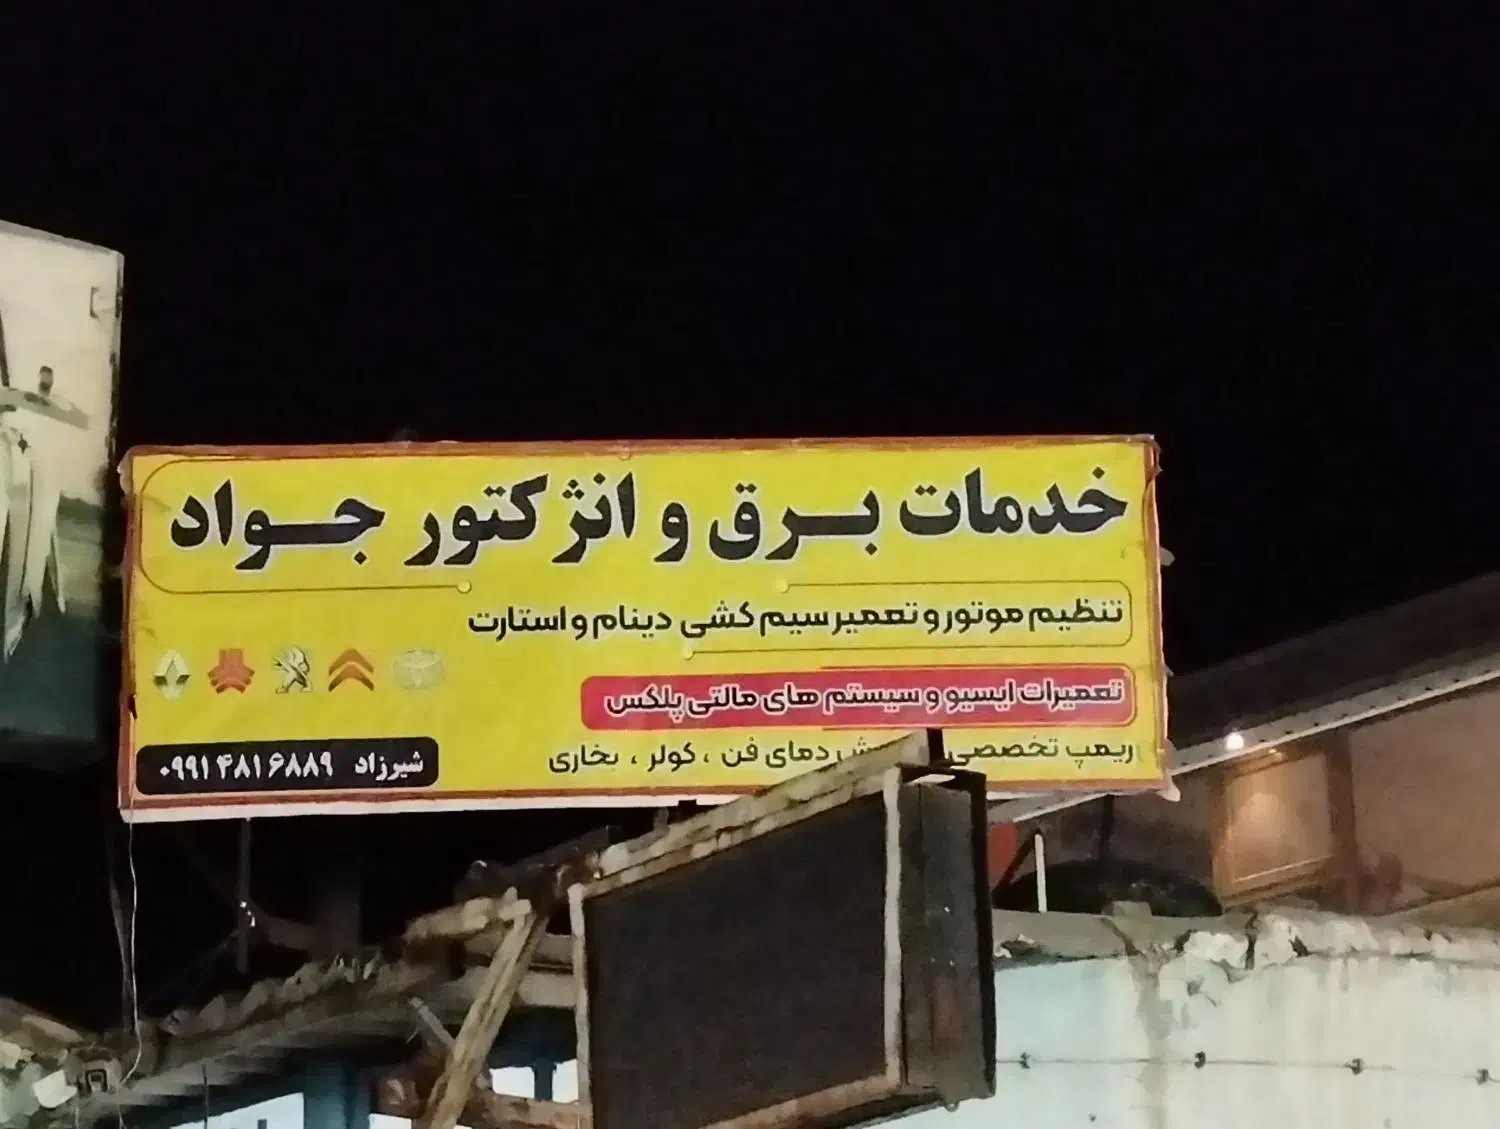 خدمات برق و انژکتور جواد
تنظیم موتور و تعمیر سیم کشی دینام و استارت
تعمیرات ایسیو و سیستم های مالتی پلکس
ریمپ تخصصی دمای فن ، کولر ، بخاری
شیرزاد ۰۹۹۱۴۸۱۶۸۸۹